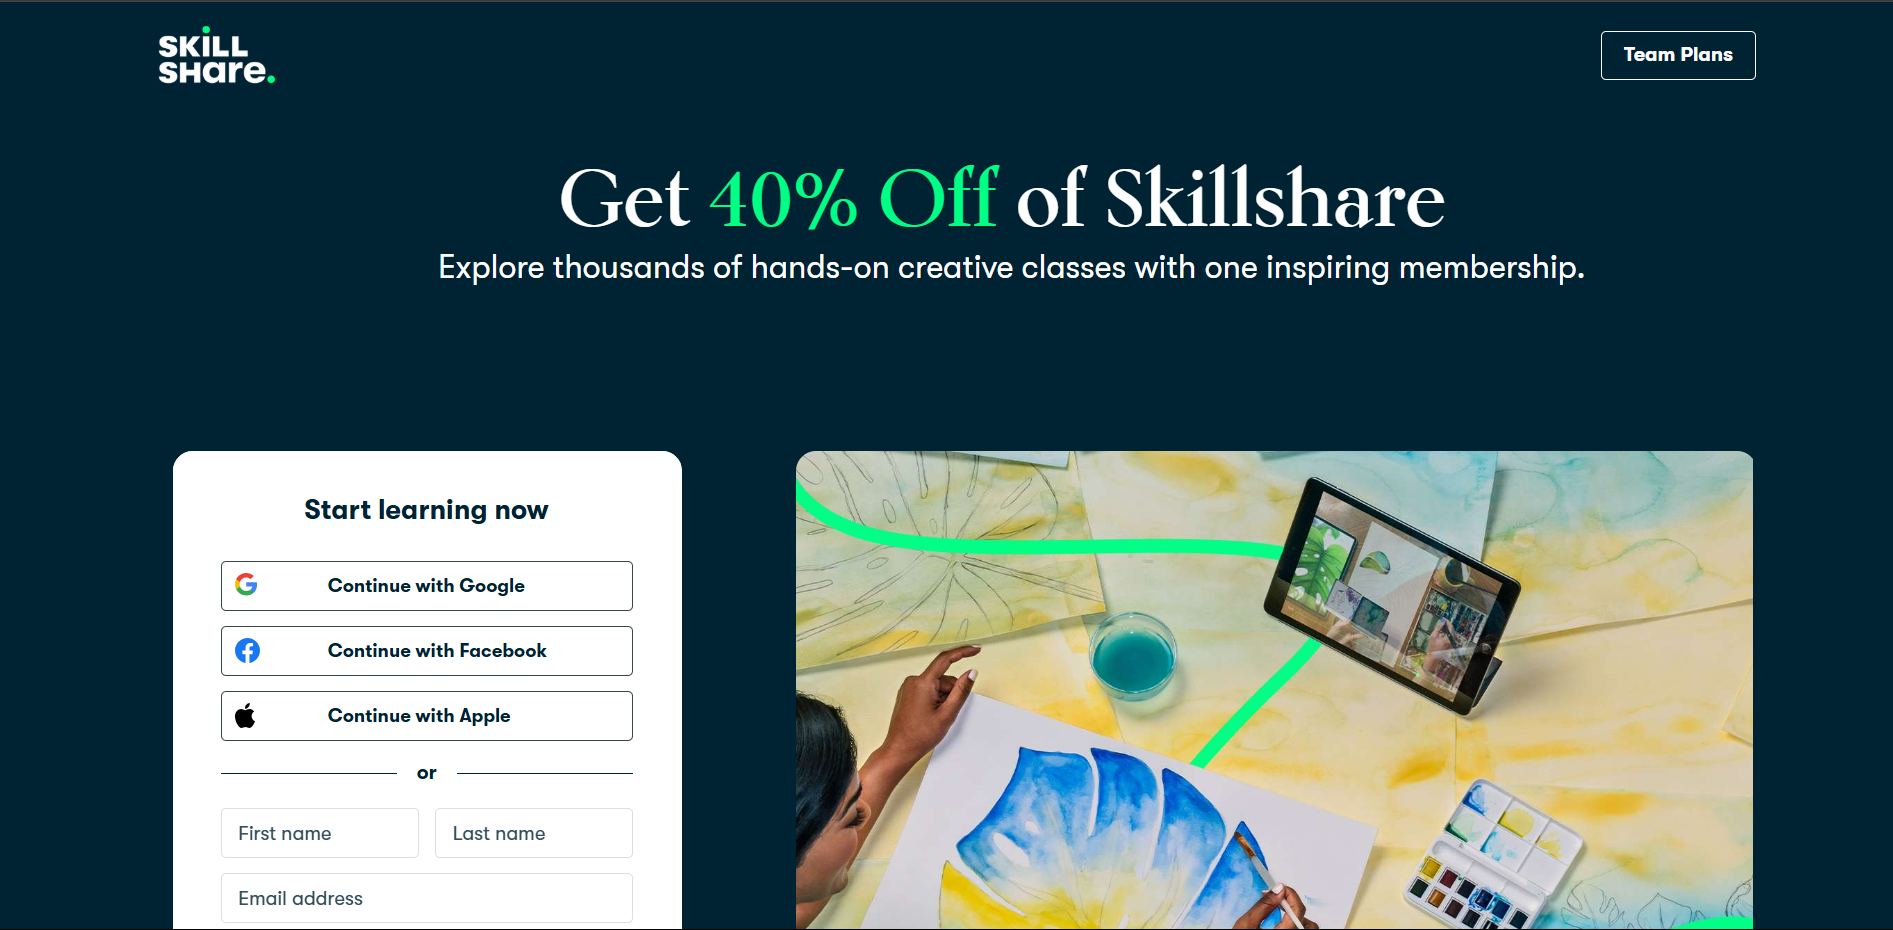 SKiLL
SHare.
Team Plans
Get 40% Off of Skillshare
Explore thousands of hands-on creative classes with one inspiring membership.
Start learning now
Continue with Google
Continue with Facebook
Continue with Apple
or
First name
Last name
Email address